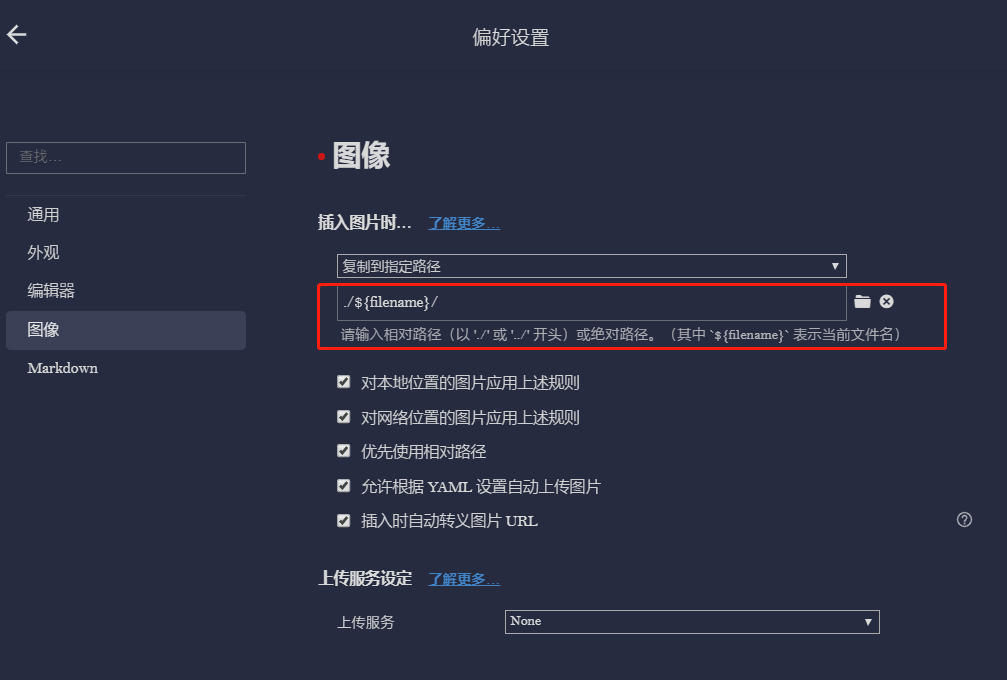 偏好设置
查找...
通用
外观
编辑器
图像
Markdown
图像
插入图片时... 了解更多...
复制到指定路径
./${filename}/
请输入相对路径（以 './' 或 '../' 开头）或绝对路径。（其中 `${filename}` 表示当前文件名）
对本地位置的图片应用上述规则
对网络位置的图片应用上述规则
优先使用相对路径
允许根据 YAML 设置自动上传图片
插入时自动转义图片 URL
上传服务设定 了解更多...
上传服务 None